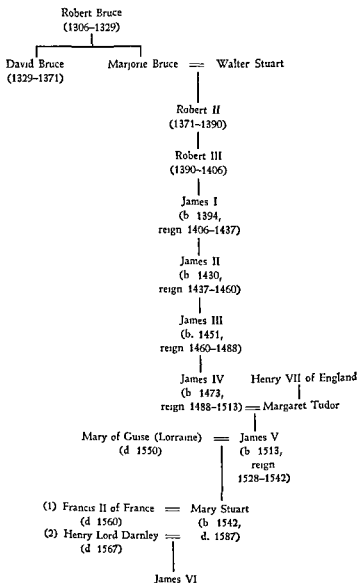 Robert Bruce
(1306-1329)
David Bruce
(1329-1371)
Marjorie Bruce = Walter Stuart
Robert II
(1371-1390)
Robert III
(1390-1406)
James I
(b 1394,
reign 1406-1437)
James II
(b 1430,
reign 1437-1460)
James III
(b. 1451,
reign 1460-1488)
James IV
(b 1473,
reign 1488-1513)
Henry VII of England
= Margaret Tudor
Mary of Guise (Lorraine) = James V
(d 1550)
(b 1513,
reign
1528-1542)
(1) Francis II of France = Mary Stuart
(d 1560)
(b 1542,
d. 1587)
(2) Henry Lord Darnley =
(d 1567)
James VI